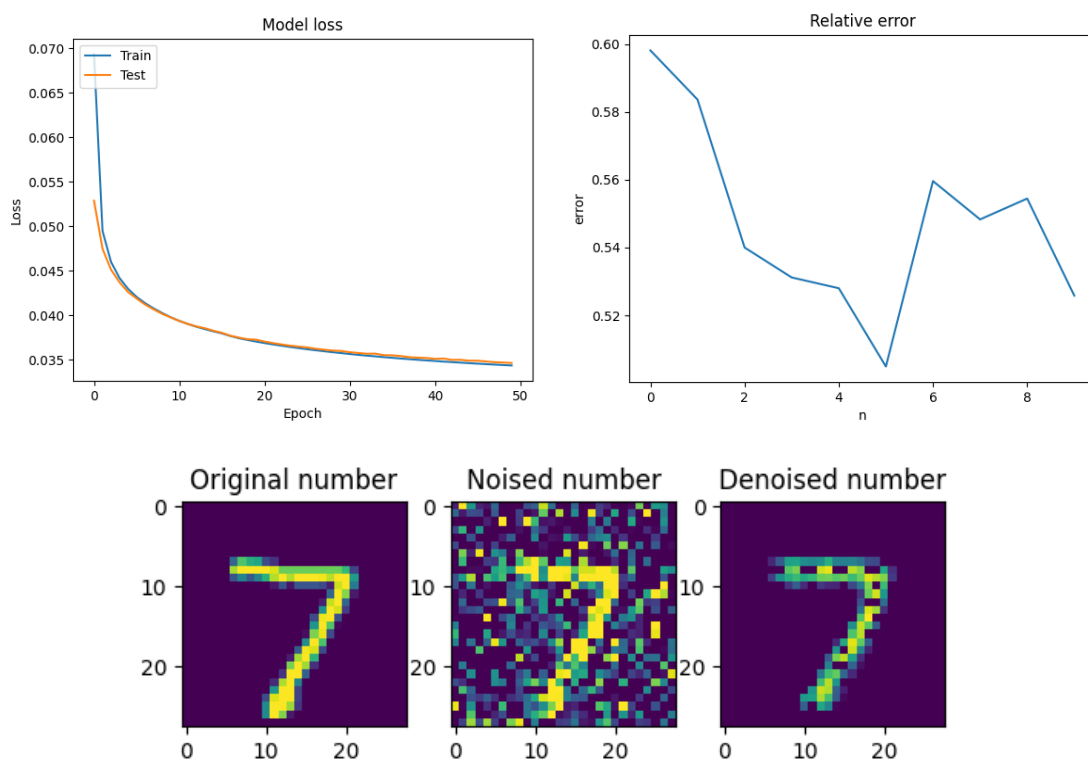 Model loss
0.070
0.065
0.060
0.055
0.050
0.045
0.040
0.035
Loss
Train
Test
0 10 20 30 40 50
Epoch
Relative error
0.60
0.58
0.56
0.54
0.52
error
0 2 4 6 8
n
Original number
0
10
20
0 10 20
Noised number
0
10
20
0 10 20
Denoised number
0
10
20
0 10 20